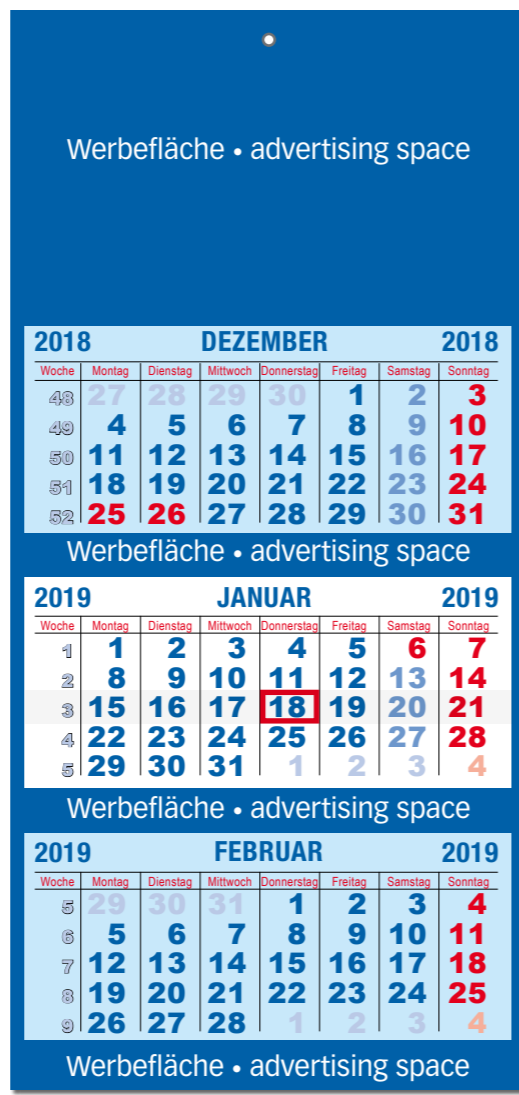 Werbefläche • advertising space
2018 DEZEMBER 2018
Woche Montag Dienstag Mittwoch Donnerstag Freitag Samstag Sonntag
48 27 28 29 30 1 2 3
49 4 5 6 7 8 9 10
50 11 12 13 14 15 16 17
51 18 19 20 21 22 23 24
52 25 26 27 28 29 30 31
Werbefläche • advertising space
2019 JANUAR 2019
Woche Montag Dienstag Mittwoch Donnerstag Freitag Samstag Sonntag
1 1 2 3 4 5 6 7
2 8 9 10 11 12 13 14
3 15 16 17 18 19 20 21
4 22 23 24 25 26 27 28
5 29 30 31 1 2 3 4
Werbefläche • advertising space
2019 FEBRUAR 2019
Woche Montag Dienstag Mittwoch Donnerstag Freitag Samstag Sonntag
5 29 30 31 1 2 3 4
6 5 6 7 8 9 10 11
7 12 13 14 15 16 17 18
8 19 20 21 22 23 24 25
9 26 27 28 1 2 3 4
Werbefläche • advertising space